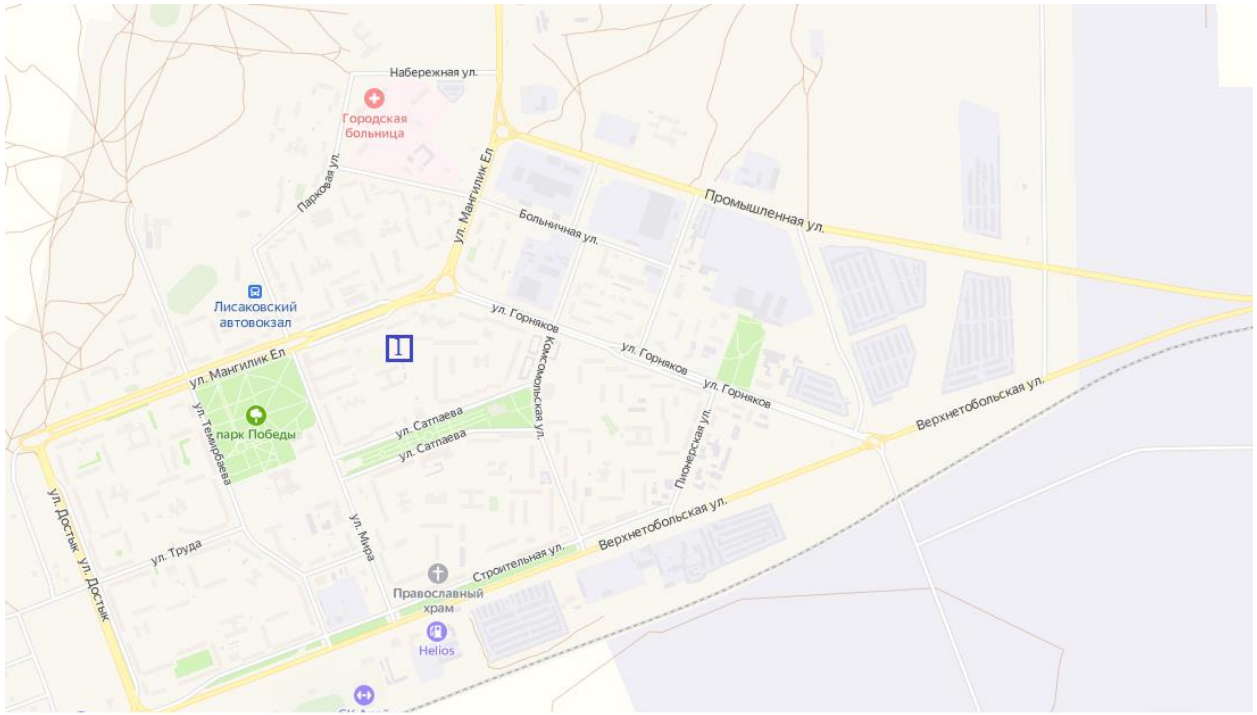 Набережная ул.
Городская
больница
ул. Мангилик Ел
Парковая ул.
Промышленная ул.
Больничная ул.
Лисаковский
автовокзал
ул. Горняков
I
ул. Мангилик Ел
ул. Горняков
Комсомольская ул.
ул. Горняков
Верхнетобольская ул.
парк Победы
ул. Темирбаева
ул. Сатпаева
ул. Сатпаева
Пионерская ул.
ул. Достык
ул. Мира
Верхнетобольская ул.
ул. Труда
ул. Достык
Строительная ул.
Православный
храм
Helios